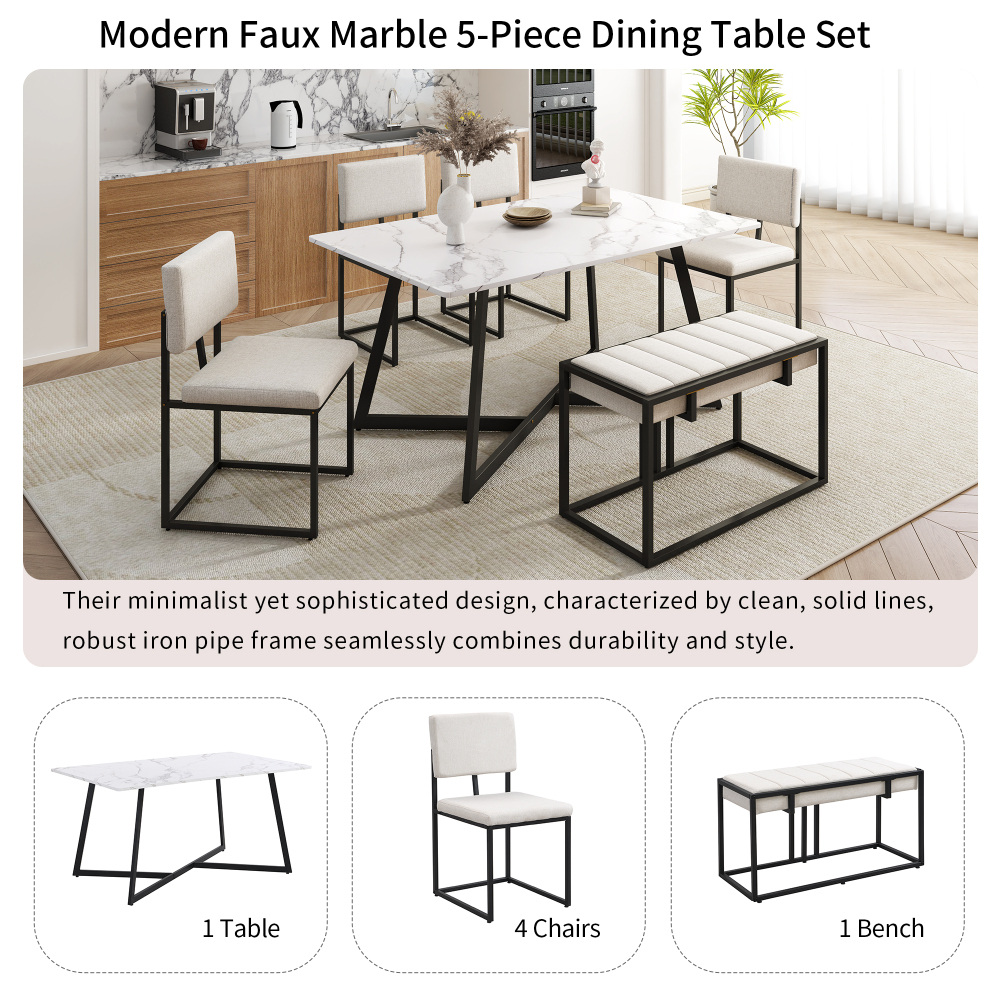 Modern Faux Marble 5-Piece Dining Table Set
Their minimalist yet sophisticated design, characterized by clean, solid lines,
robust iron pipe frame seamlessly combines durability and style.
1 Table
4 Chairs
1 Bench